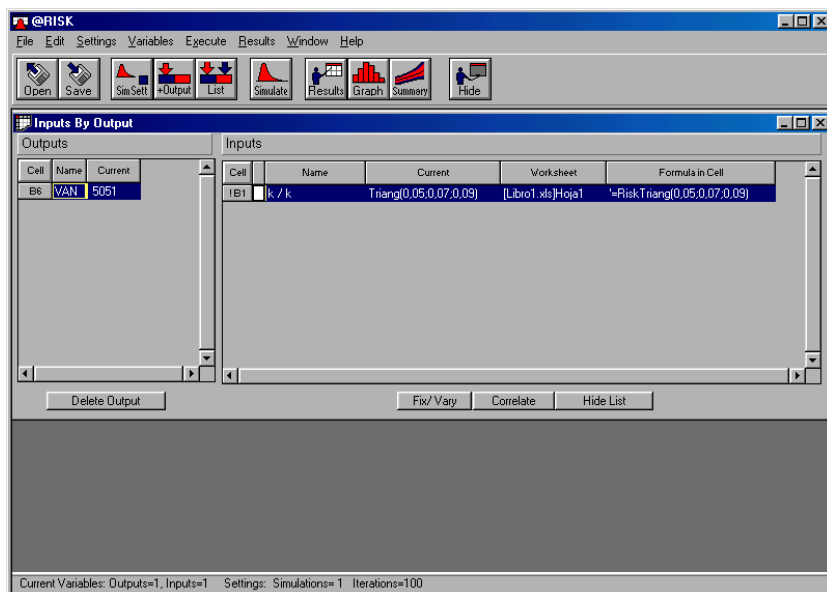 @RISK
File Edit Settings Variables Execute Results Window Help
Open Save Sim Sett +Output List Simulate Results Graph Summary Hide
Inputs By Output
Outputs Inputs
Cell Name Current Cell Name Current Worksheet Formula in Cell
B6 VAN 5051 !B1 k / k Triang(0,05;0,07;0,09) [Libro1.xls]Hoja1 '=RiskTriang(0,05;0,07;0,09)
Delete Output Fix/Vary Correlate Hide List
Current Variables: Outputs=1, Inputs=1 Settings: Simulations= 1 Iterations=100